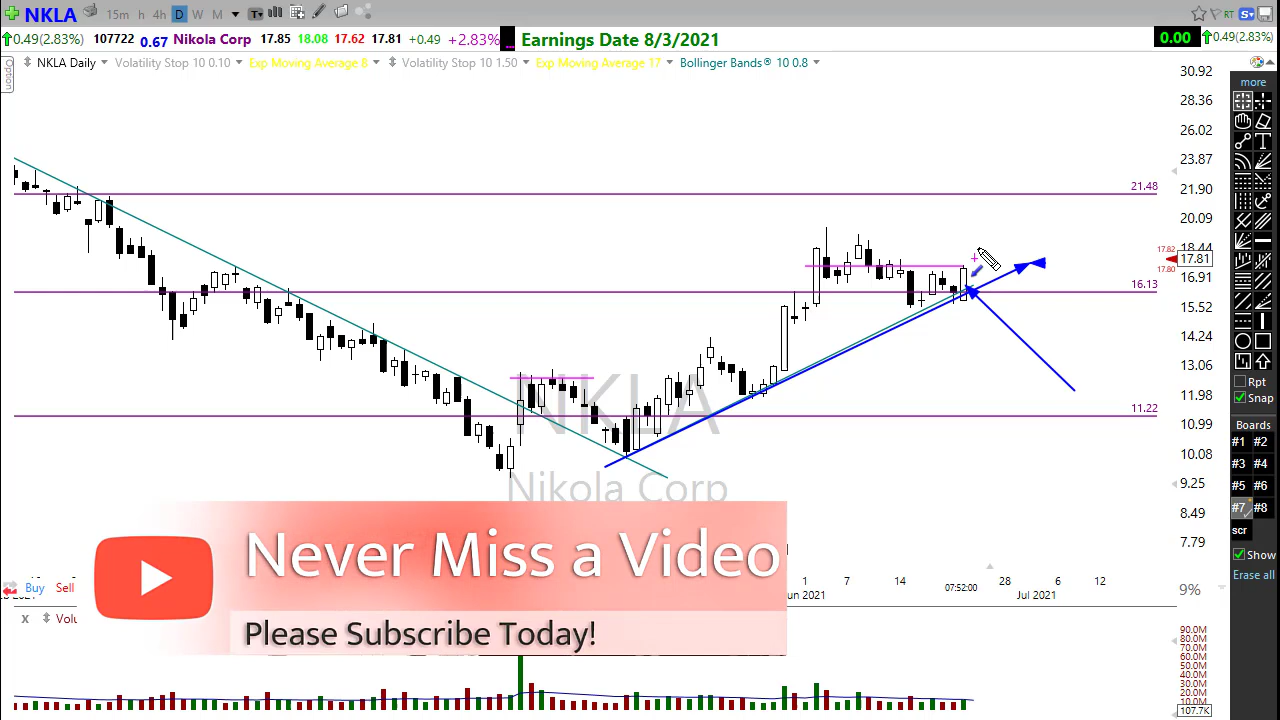 NKLA 15m h 4h D W M T RT S
0.49(2.83%) 107722 0.67 Nikola Corp 17.85 18.08 17.62 17.81 +0.49 +2.83% Earnings Date 8/3/2021 0.00 0.49(2.83%)
Option
NKLA Daily Volatility Stop 10 0.10 Exp Moving Average 8 Volatility Stop 10 1.50 Exp Moving Average 17 Bollinger Bands® 10 0.8
30.92
28.36
26.02
23.87
21.90
20.09
18.44
17.82
17.81
17.80
16.91
15.52
14.24
13.06
11.98
10.99
10.08
9.25
8.49
7.79
21.48
16.13
11.22
NKLA
Nikola Corp
more
T
Rpt
Snap
Boards
#1 #2
#3 #4
#5 #6
#7 #8
scr
Show
Erase all
Never Miss a Video
Please Subscribe Today!
Buy Sell
1 7 14 28 6 12
un 2021 07:52:00 Jul 2021
9%
x Volu
90.0M
80.0M
70.0M
60.0M
50.0M
40.0M
30.0M
20.0M
10.0M
107.7K